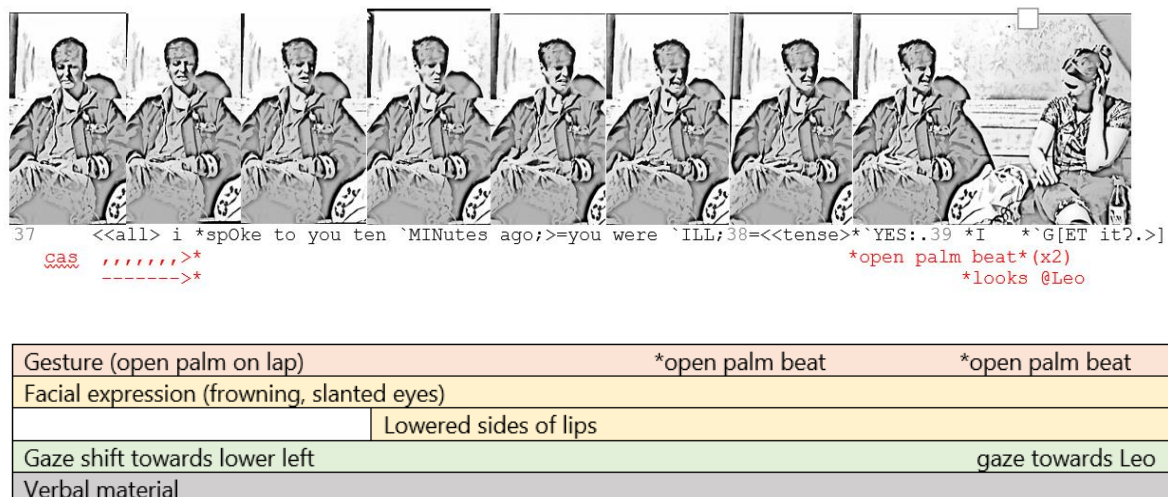 37 <<all> i *spOke to you ten `MINutes ago;>=you were `ILL;38=<<tense>*`YES:.39 *I *`G[ET it?.>]
cas ,,,,,,,>* *open palm beat*(x2)
------->* *looks @Leo
Gesture (open palm on lap) *open palm beat *open palm beat
Facial expression (frowning, slanted eyes)
Lowered sides of lips
Gaze shift towards lower left gaze towards Leo
Verbal material